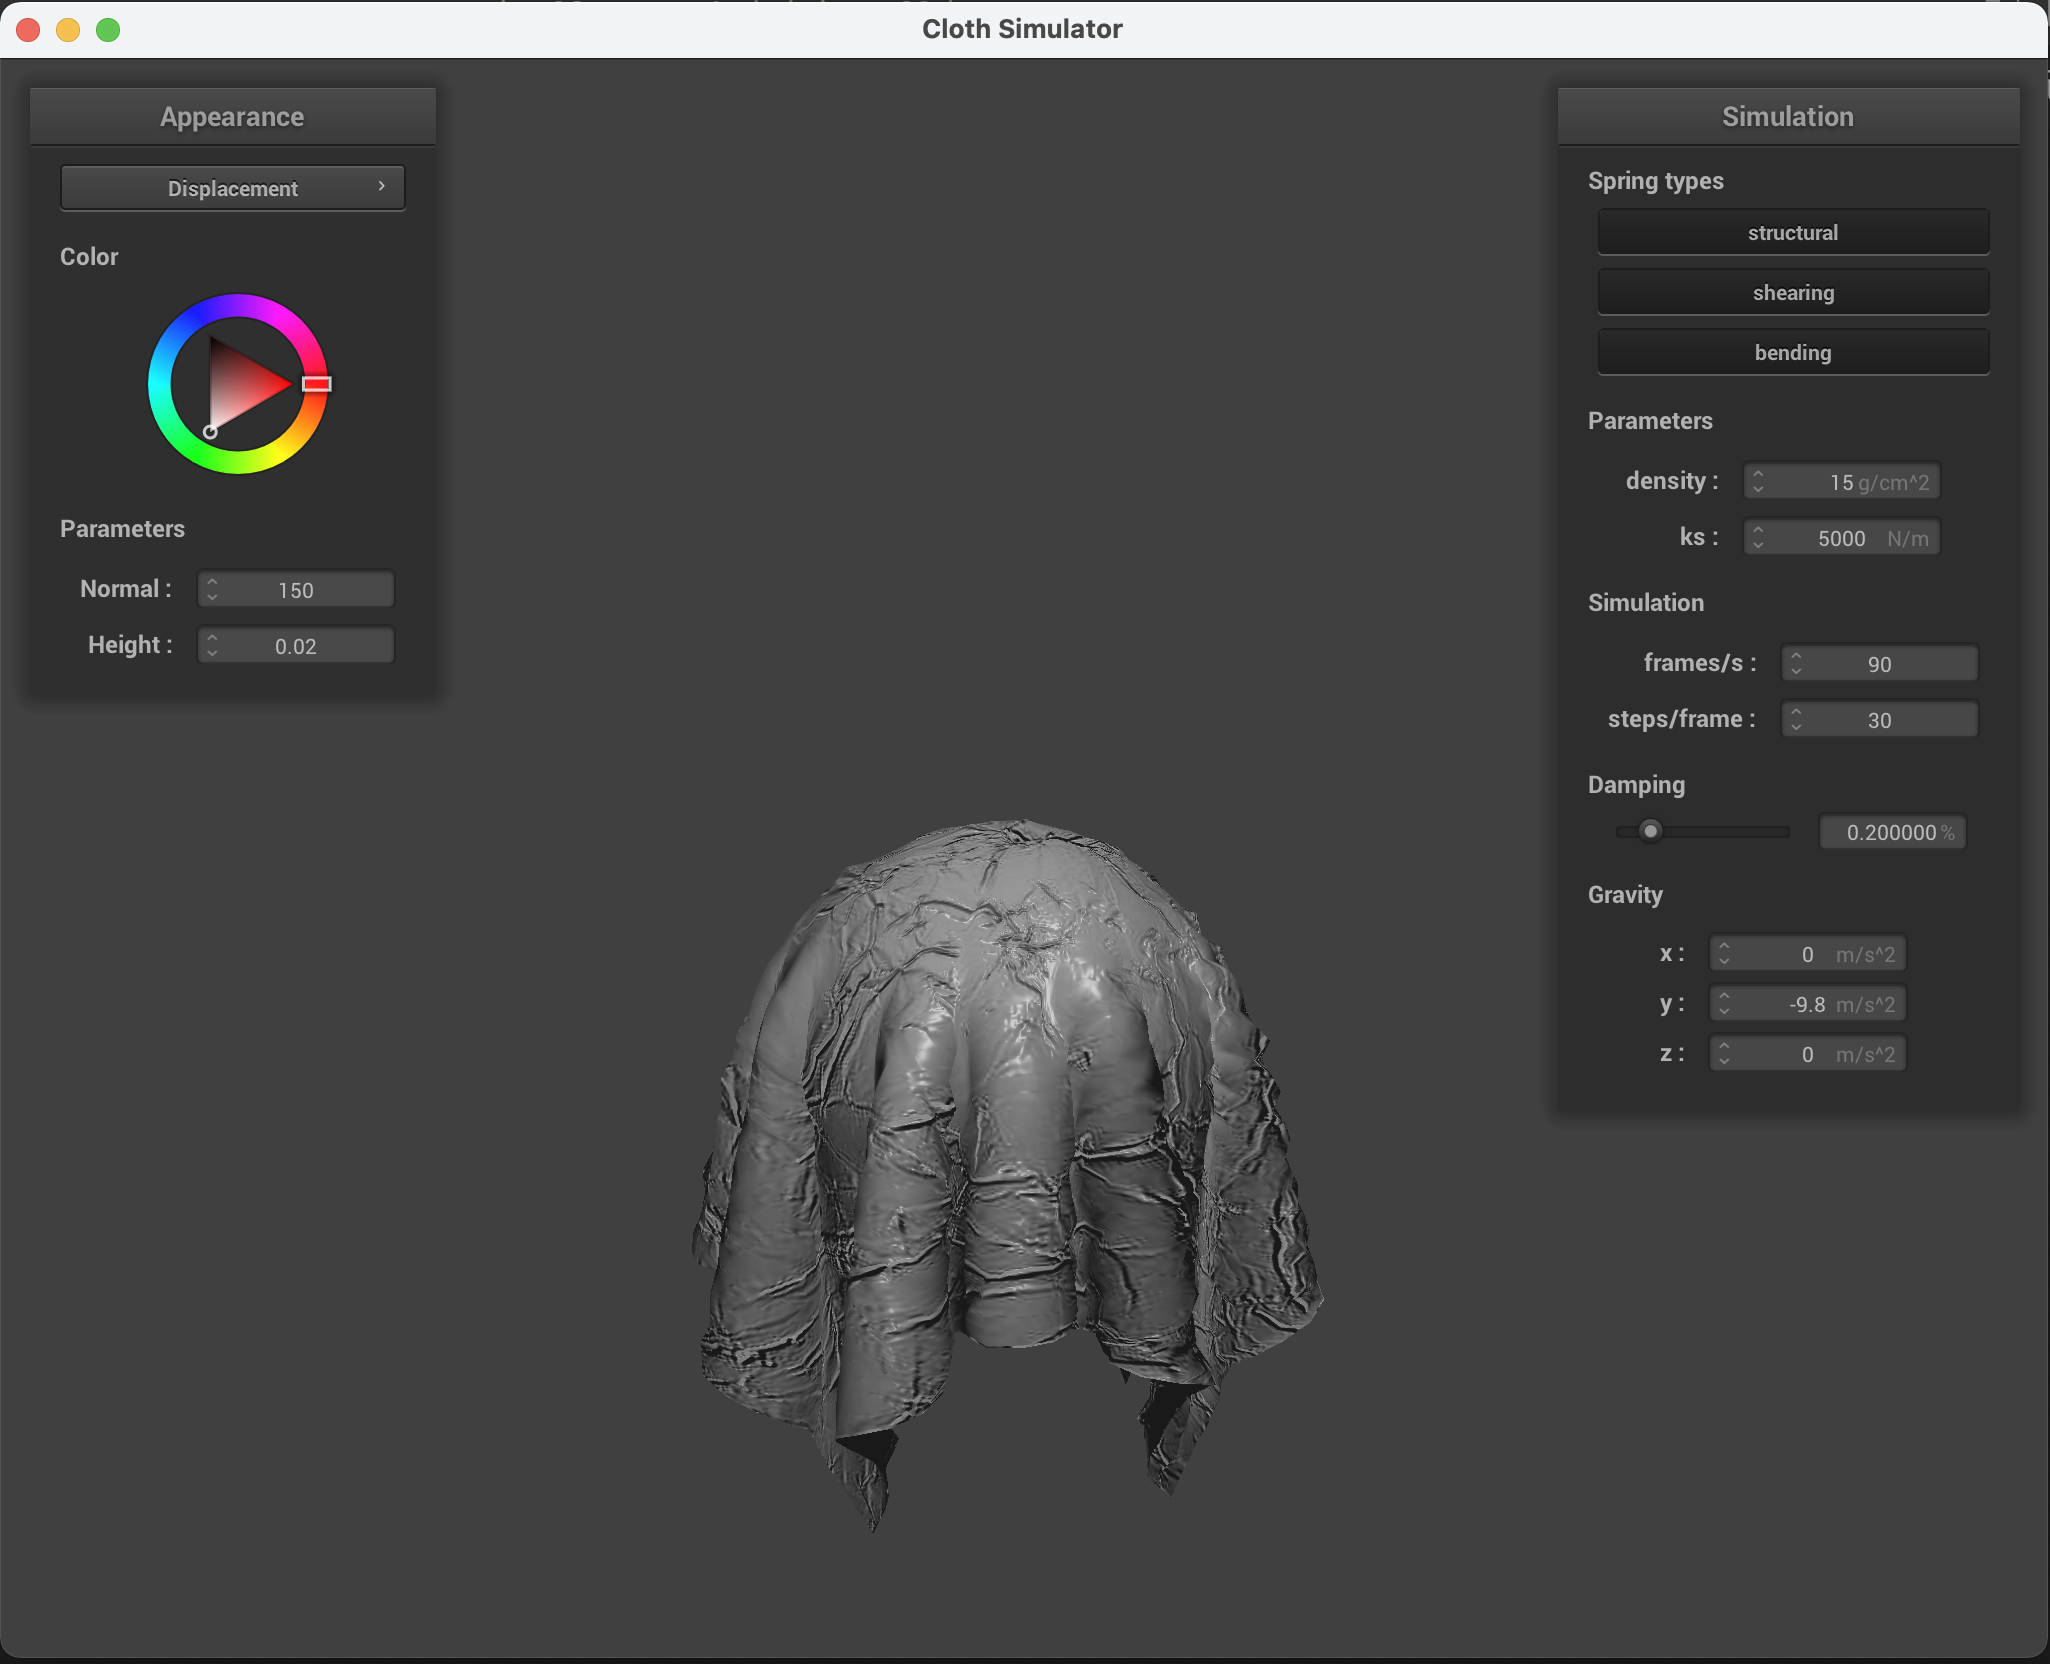 Cloth Simulator
Appearance
Displacement
Color
Parameters
Normal : 150
Height : 0.02
Simulation
Spring types
structural
shearing
bending
Parameters
density : 15 g/cm^2
ks : 5000 N/m
Simulation
frames/s : 90
steps/frame : 30
Damping
0.200000 %
Gravity
x : 0 m/s^2
y : -9.8 m/s^2
z : 0 m/s^2